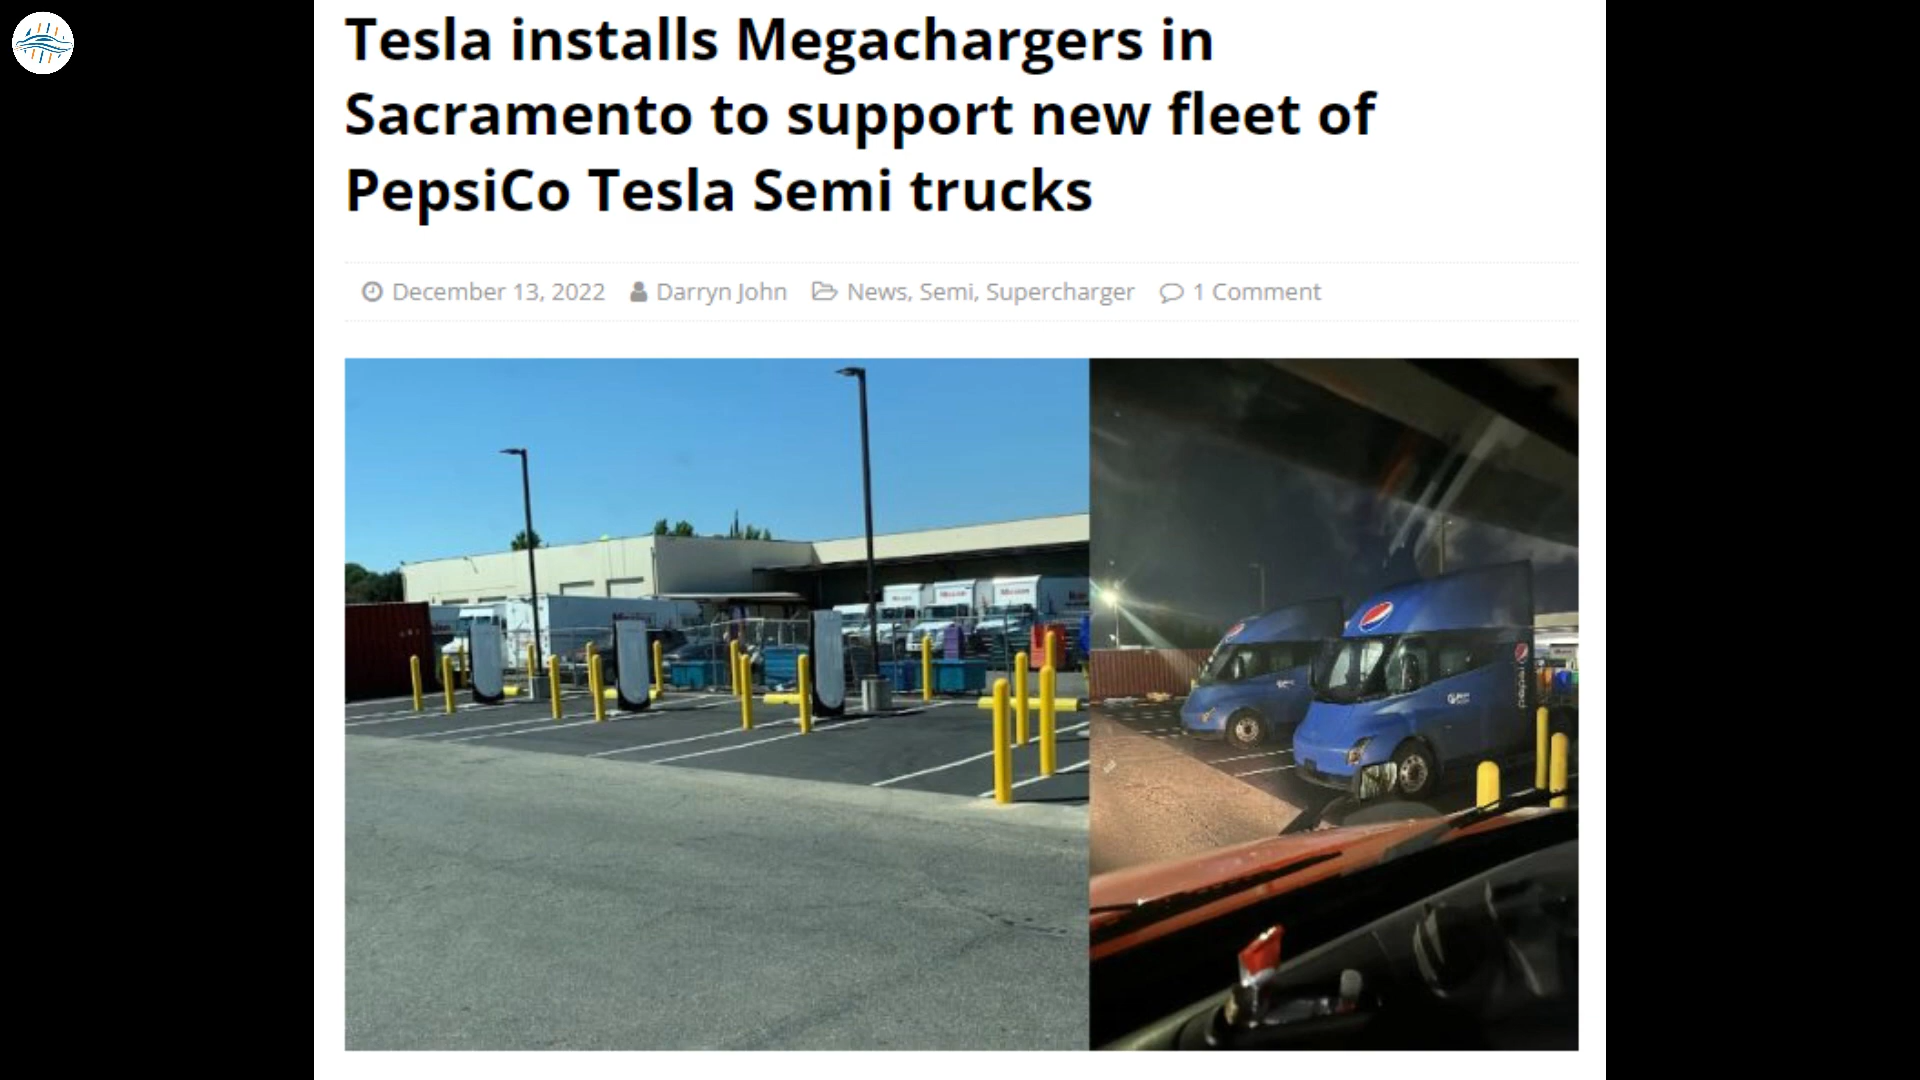 Tesla installs Megachargers in
Sacramento to support new fleet of
PepsiCo Tesla Semi trucks
December 13, 2022 Darryn John News, Semi, Supercharger 1 Comment